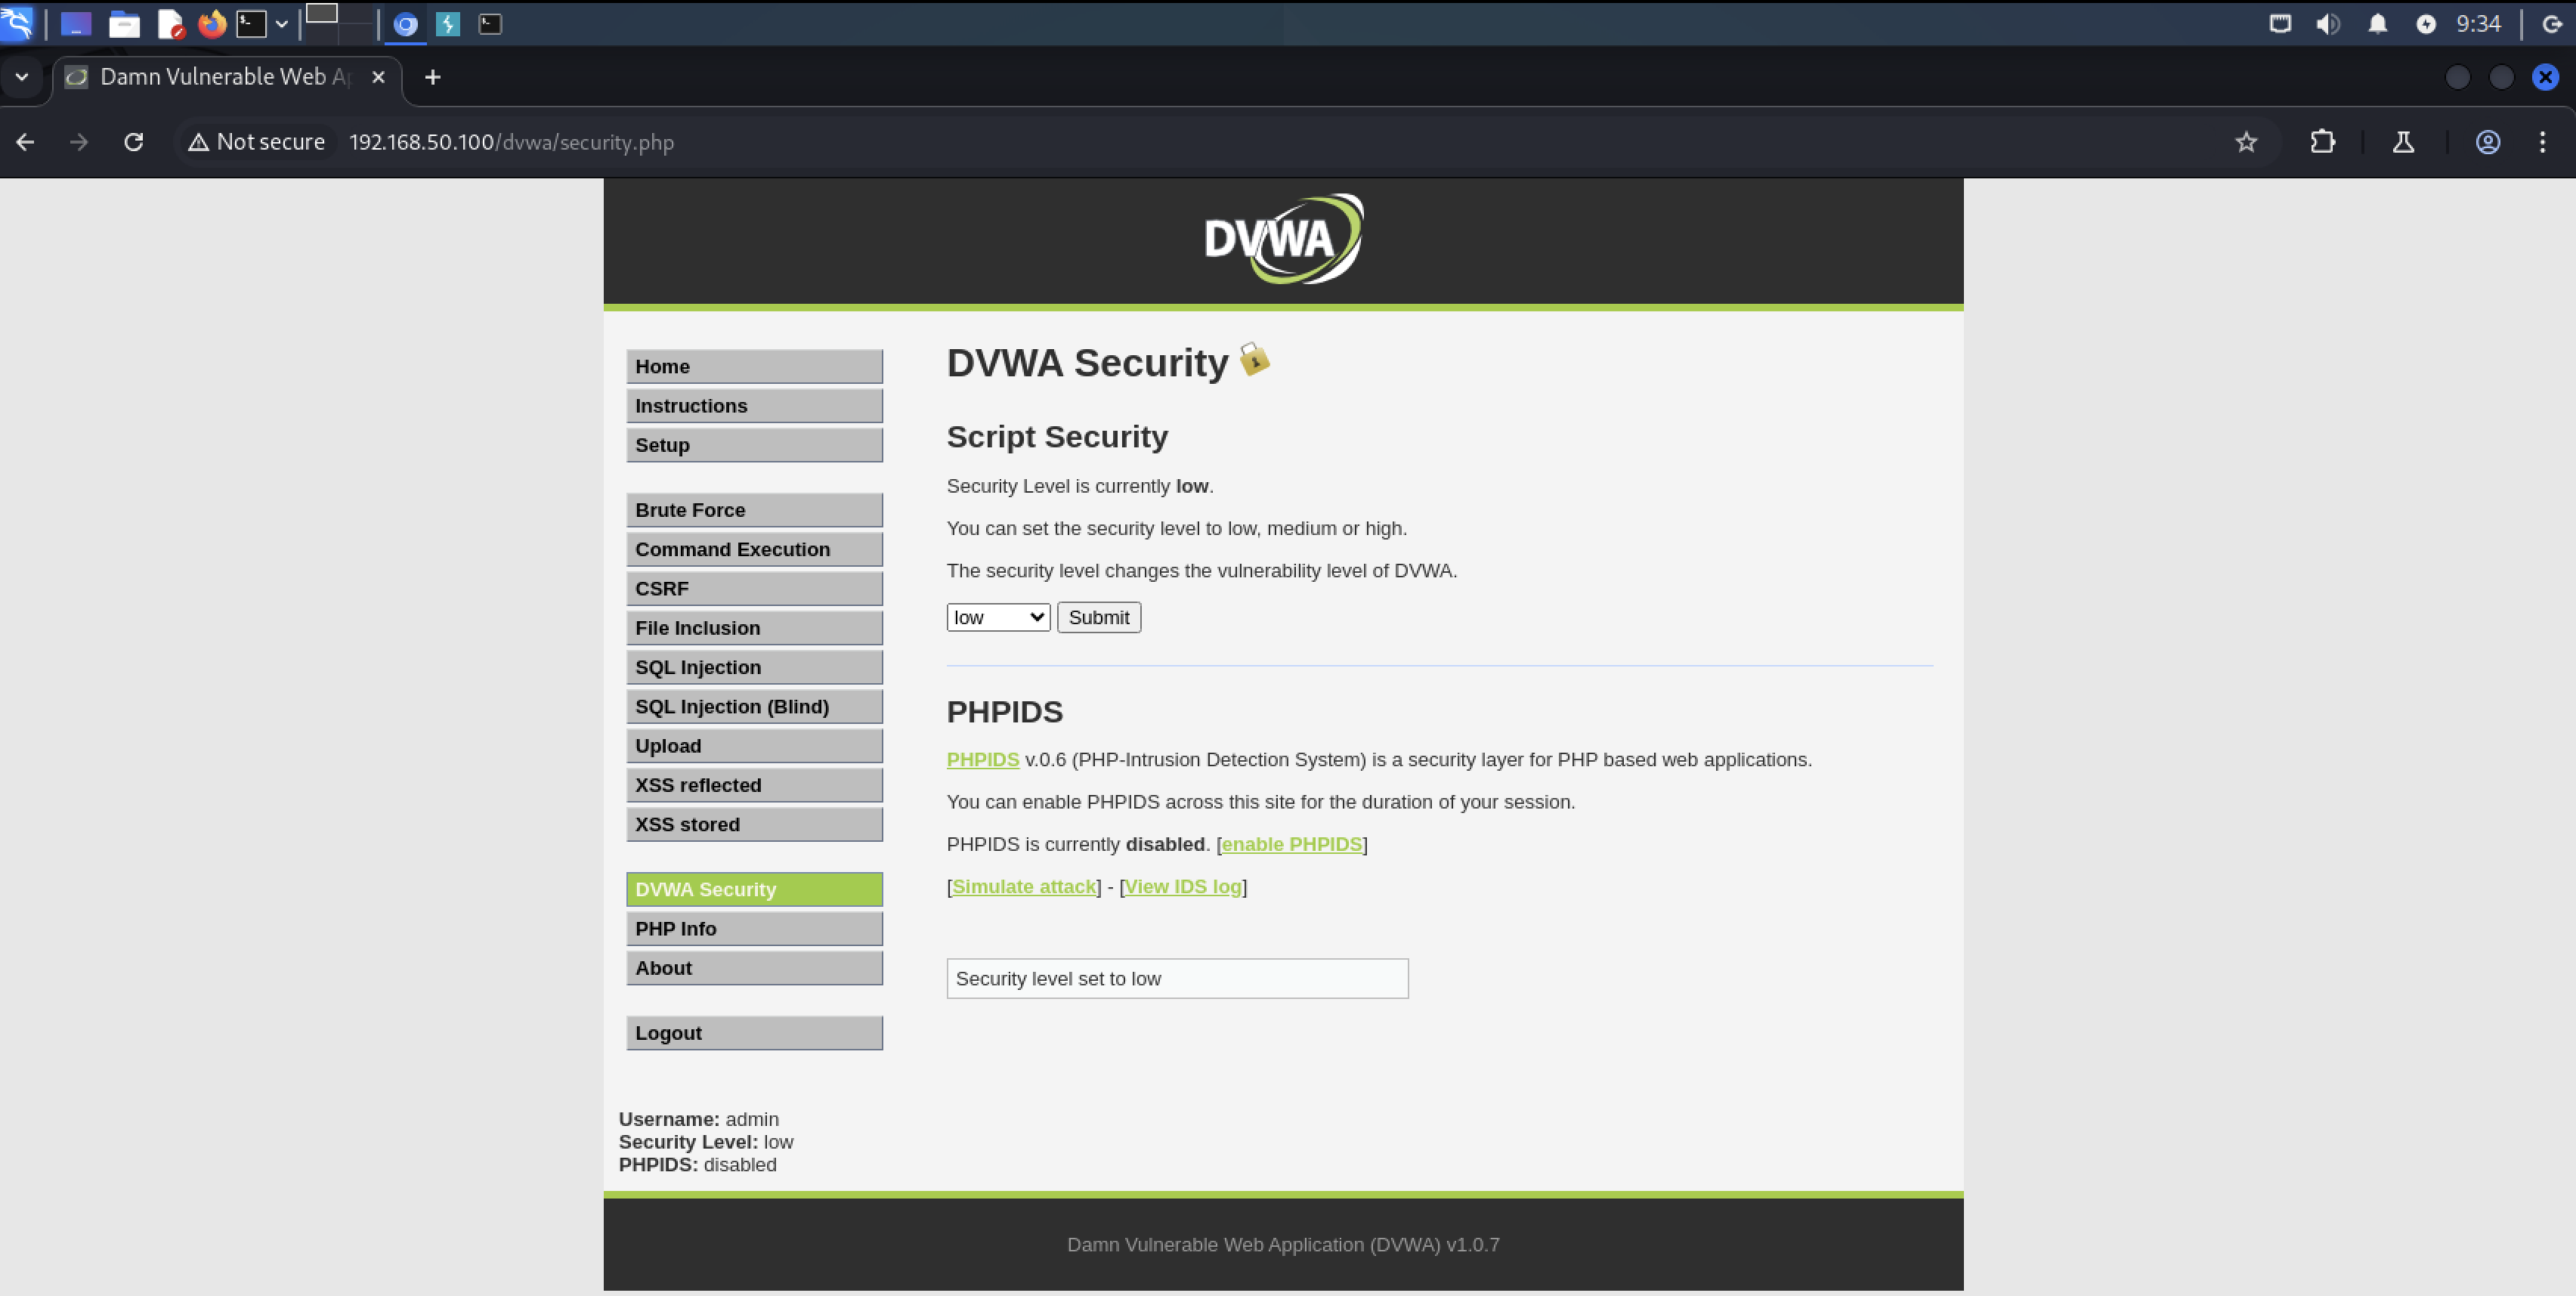 9:34
Damn Vulnerable Web Ap
Not secure 192.168.50.100/dvwa/security.php
DVWA
Home
Instructions
Setup
Brute Force
Command Execution
CSRF
File Inclusion
SQL Injection
SQL Injection (Blind)
Upload
XSS reflected
XSS stored
DVWA Security
PHP Info
About
Logout
DVWA Security
Script Security
Security Level is currently low.
You can set the security level to low, medium or high.
The security level changes the vulnerability level of DVWA.
low Submit
PHPIDS
PHPIDS v.0.6 (PHP-Intrusion Detection System) is a security layer for PHP based web applications.
You can enable PHPIDS across this site for the duration of your session.
PHPIDS is currently disabled. [enable PHPIDS]
[Simulate attack] - [View IDS log]
Security level set to low
Username: admin
Security Level: low
PHPIDS: disabled
Damn Vulnerable Web Application (DVWA) v1.0.7